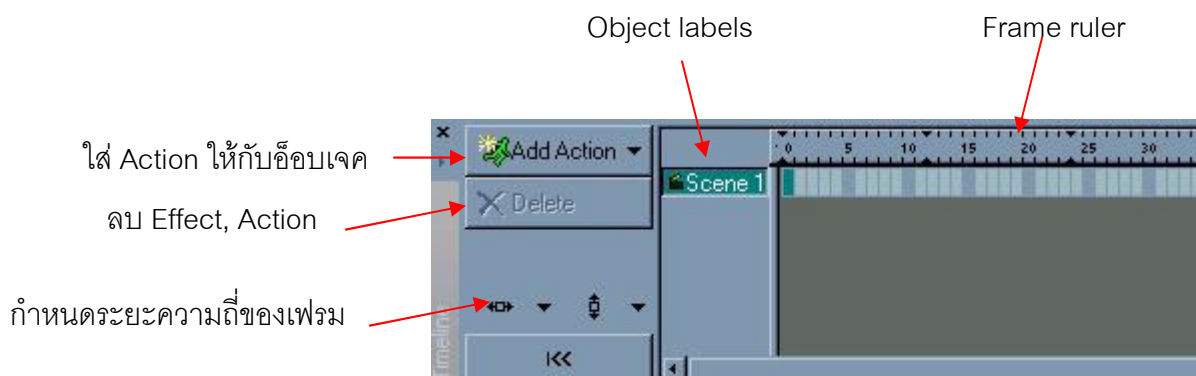 Object labels
Frame ruler
ใส่ Action ให้กับอ็อบเจค
Add Action
0 5 10 15 20 25 30
Scene 1
Delete
ลบ Effect, Action
กำหนดระยะความถี่ของเฟรม
Timeline